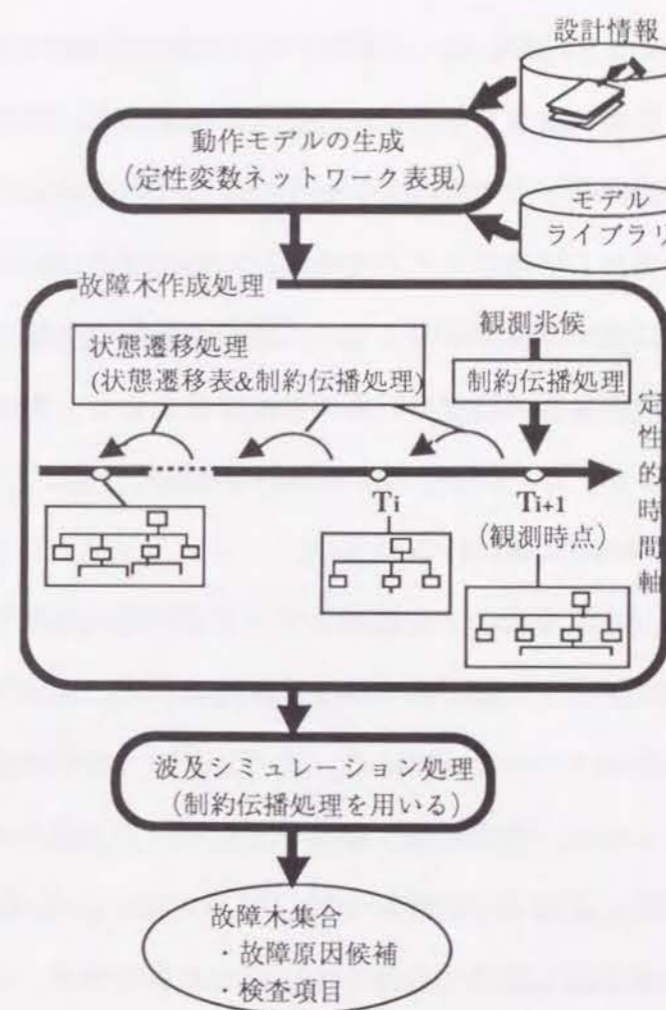 設計情報
動作モデルの生成
(定性変数ネットワーク表現)
モデル
ライブラリ
故障木作成処理
状態遷移処理
(状態遷移表&制約伝播処理)
観測兆候
制約伝播処理
定性的時間軸
Ti
Ti+1
(観測時点)
波及シミュレーション処理
(制約伝播処理を用いる)
故障木集合
・故障原因候補
・検査項目